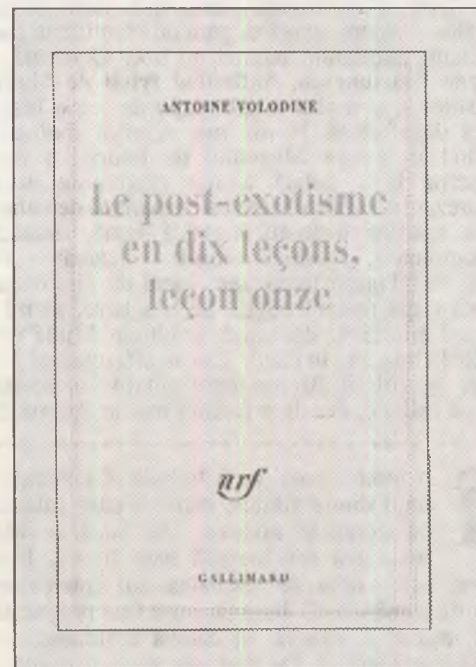 ANTOINE VOLODINE
Le post-exotisme
en dix leçons,
leçon onze
nrf
GALLIMARD